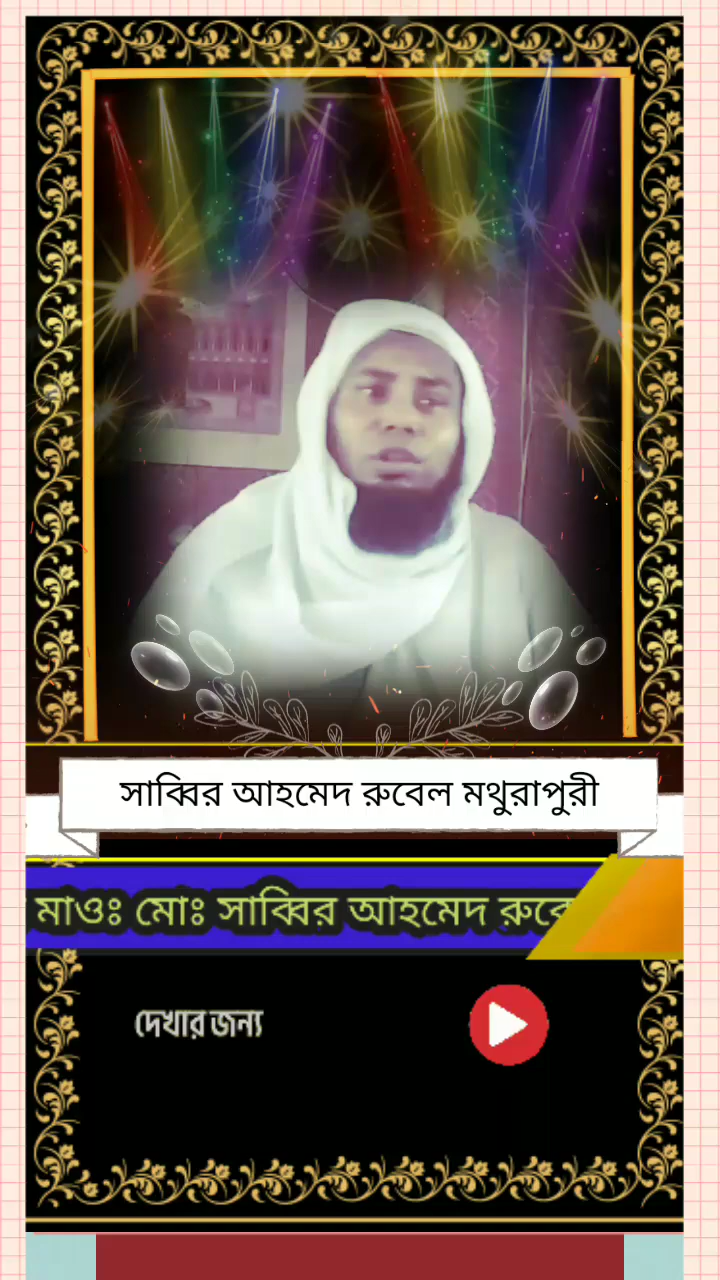 সাব্বির আহমেদ রুবেল মথুরাপুরী
মাওঃ মোঃ সাব্বির আহমেদ রুবে
দেখার জন্য